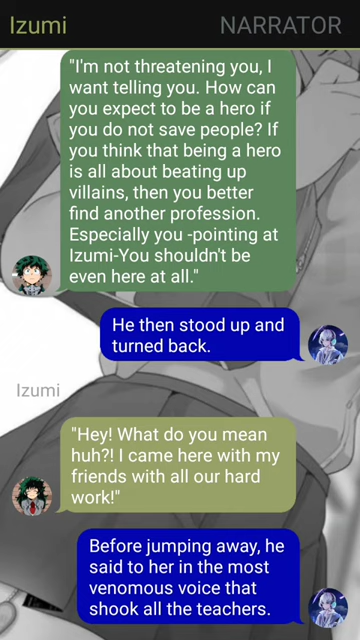 Izumi
NARRATOR
"I'm not threatening you, I
want telling you. How can
you expect to be a hero if
you do not save people? If
you think that being a hero
is all about beating up
villains, then you better
find another profession.
Especially you -pointing at
Izumi-You shouldn't be
even here at all."
He then stood up and
turned back.
Izumi
"Hey! What do you mean
huh?! I came here with my
friends with all our hard
work!"
Before jumping away, he
said to her in the most
venomous voice that
shook all the teachers.